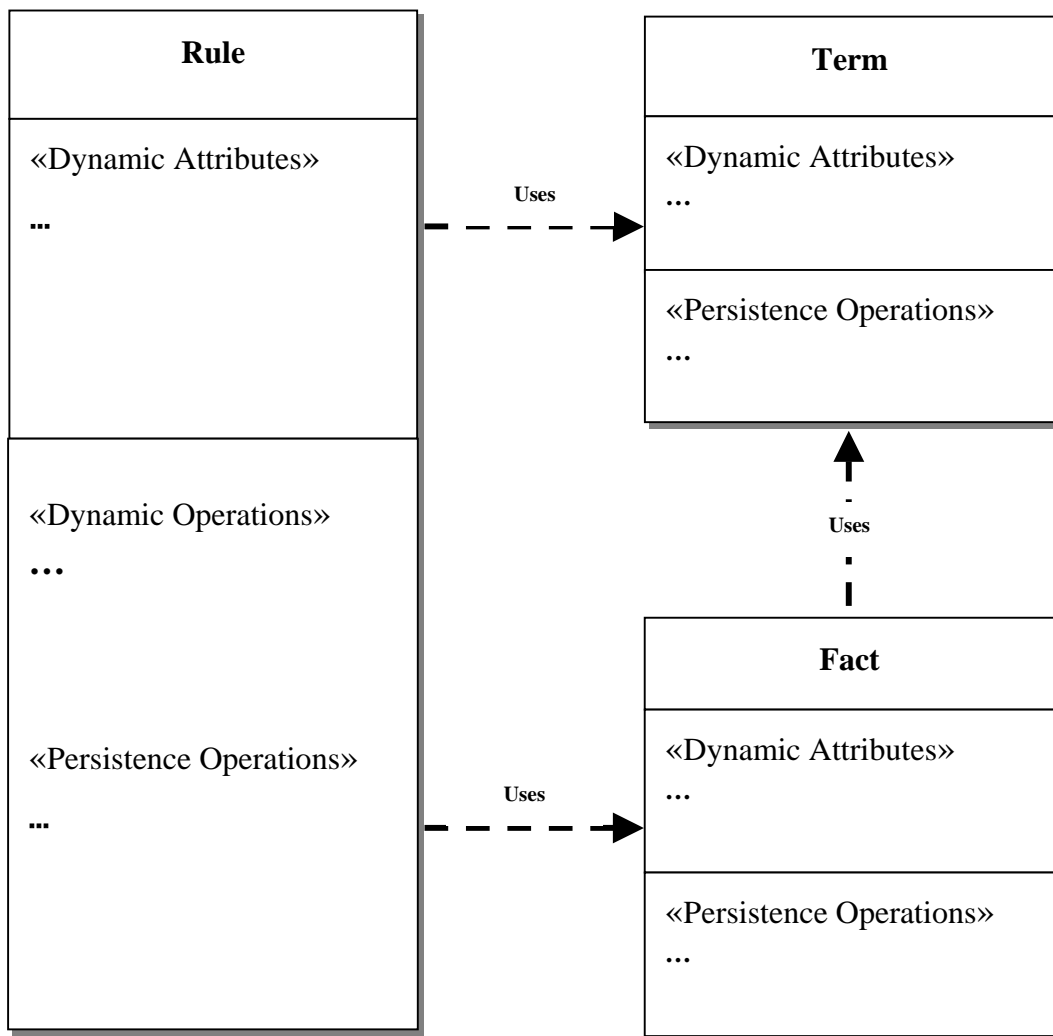 Rule
«Dynamic Attributes»
...
«Dynamic Operations»
...
«Persistence Operations»
...
Uses
Uses
Term
«Dynamic Attributes»
...
«Persistence Operations»
...
Uses
Fact
«Dynamic Attributes»
...
«Persistence Operations»
...